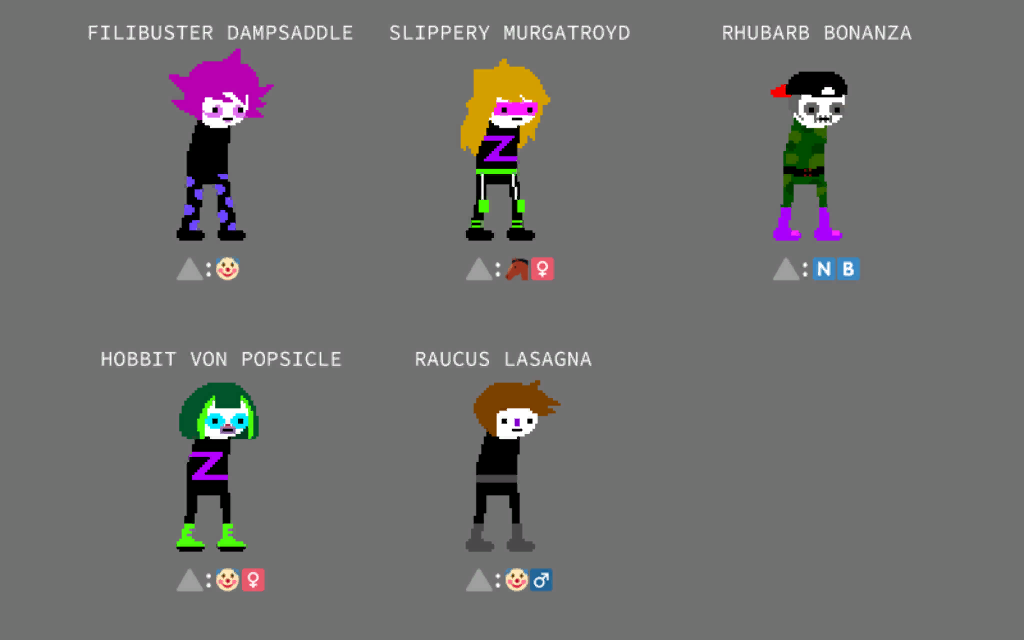 FILIBUSTER DAMPSADDLE
SLIPPERY MURGATROYD
RHUBARB BONANZA
Z
:
:
: N B
HOBBIT VON POPSICLE
RAUCUS LASAGNA
Z
:
: